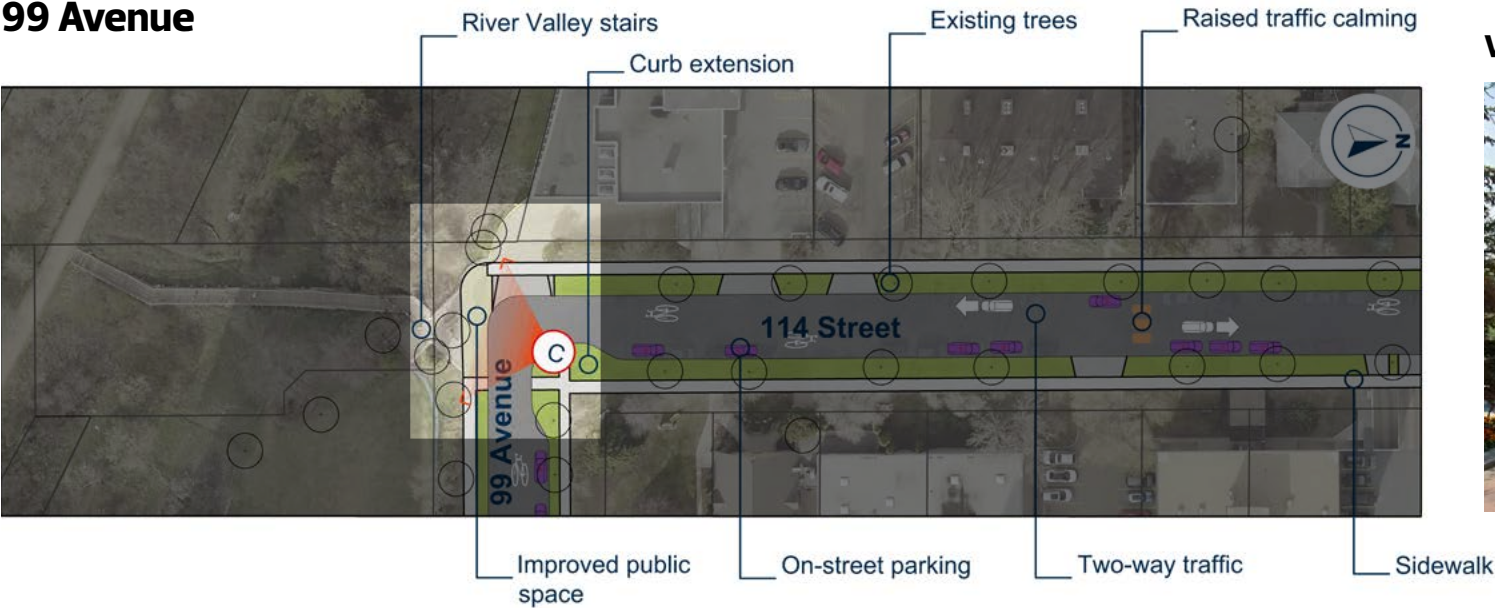 99 Avenue
River Valley stairs
Existing trees
Raised traffic calming
Curb extension
N
114 Street
C
99 Avenue
Improved public
space
On-street parking
Two-way traffic
Sidewalk